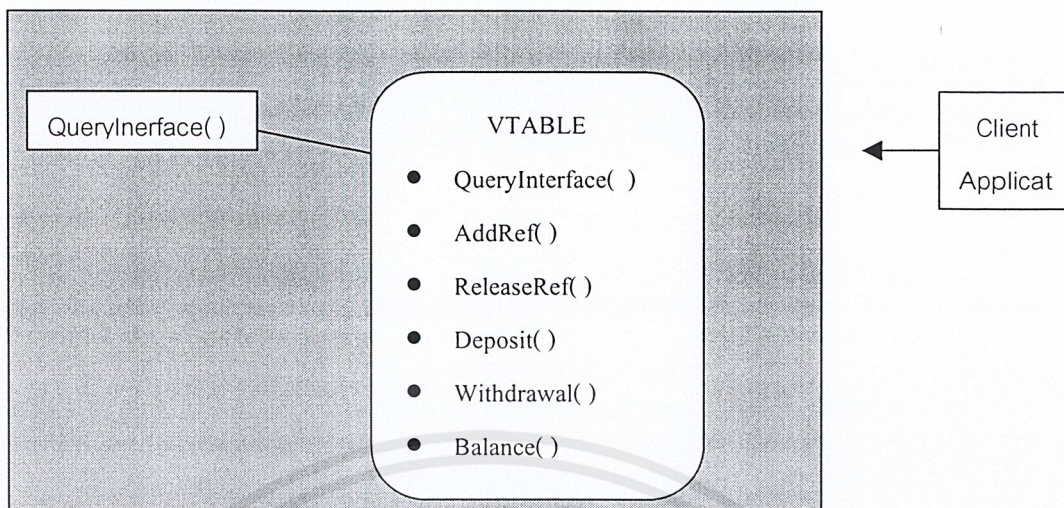 QueryInerface( )
VTABLE
QueryInterface( )
AddRef( )
ReleaseRef( )
Deposit( )
Withdrawal( )
Balance( )
Client
Applicat